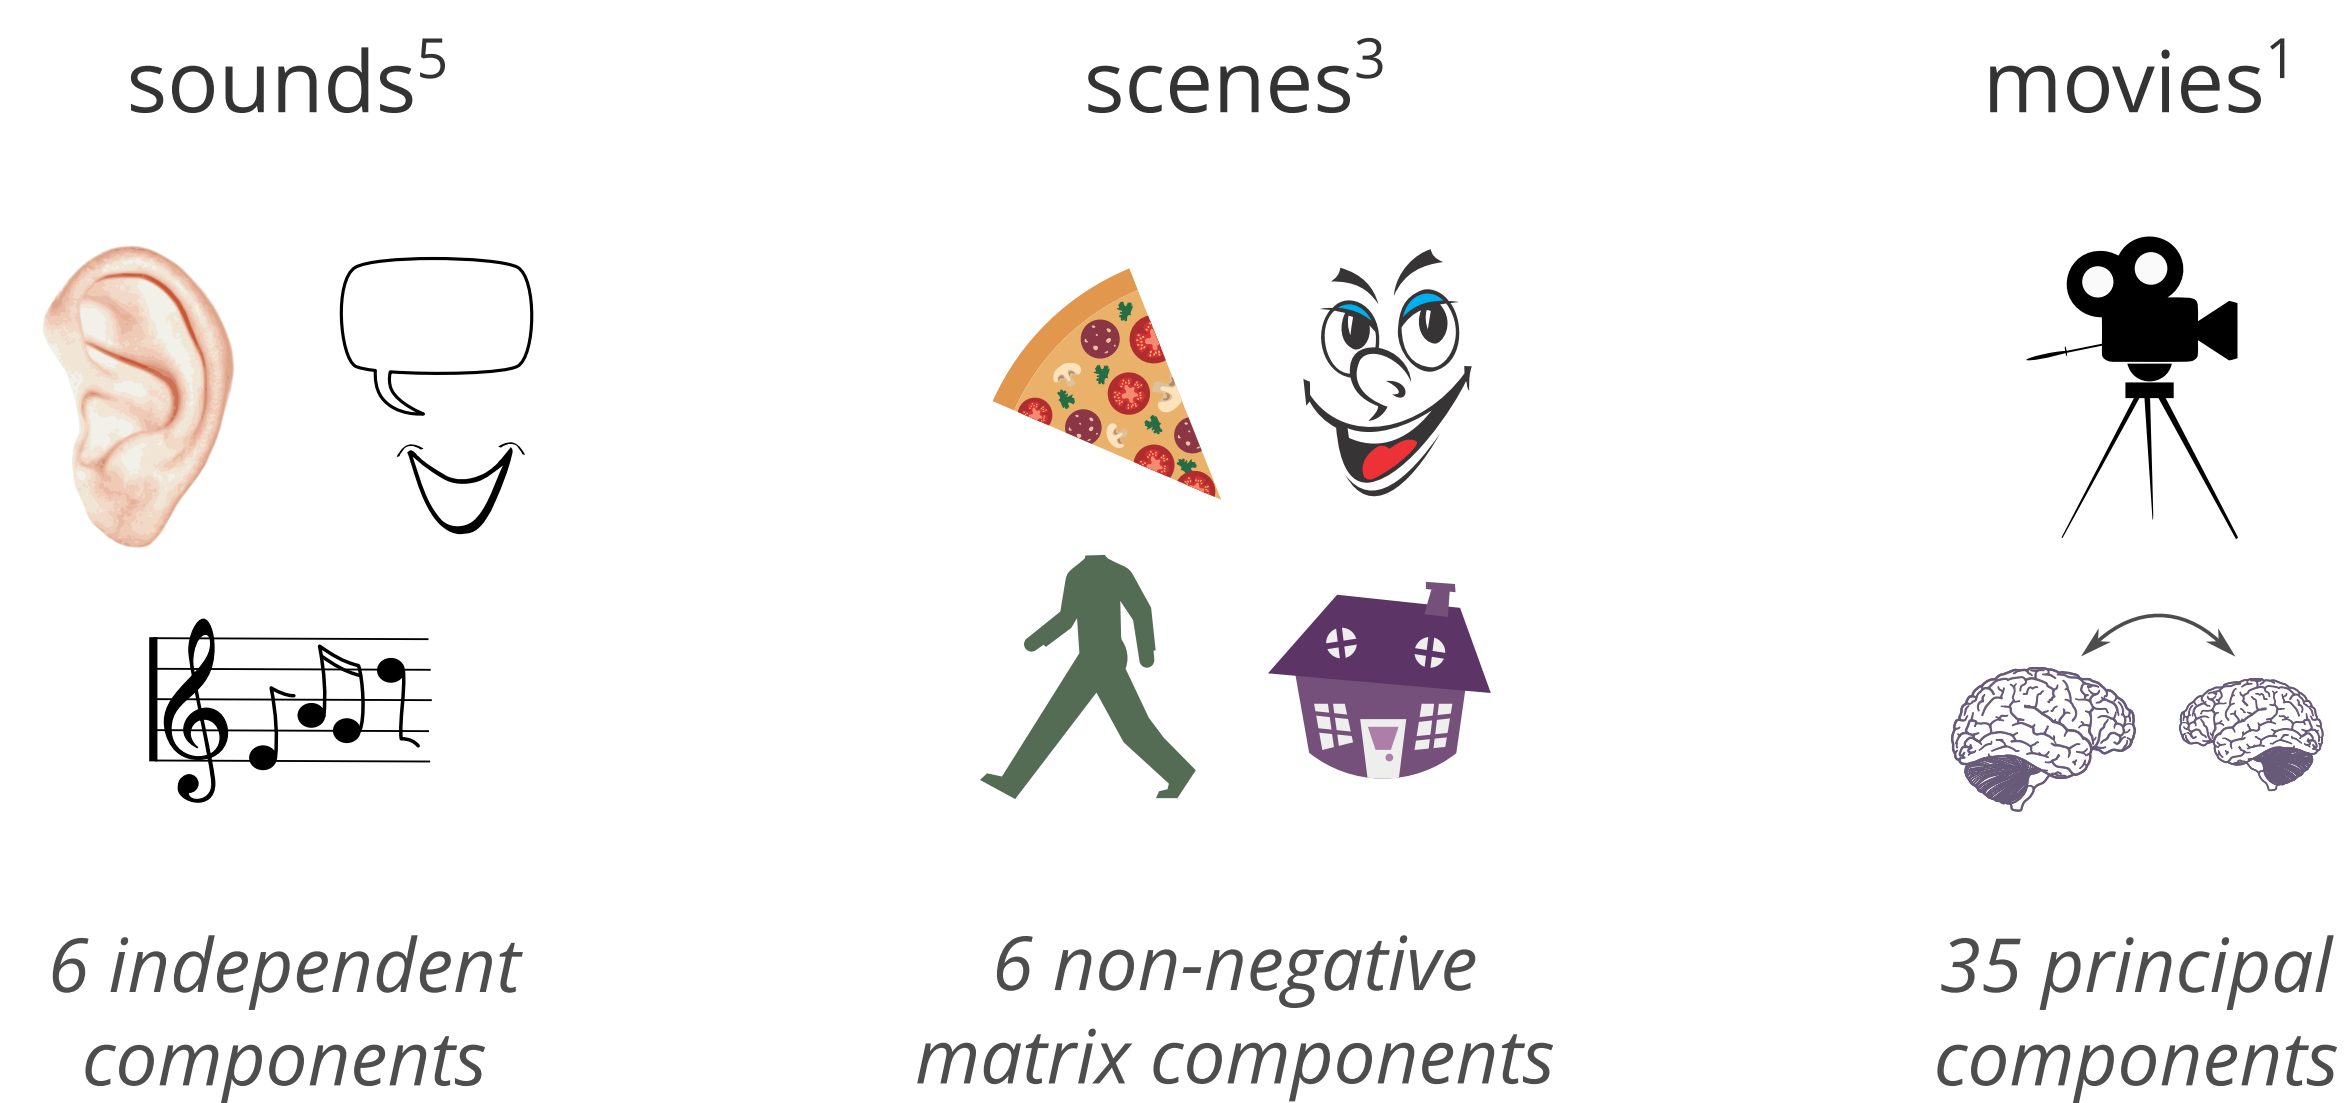 sounds⁵
scenes³
movies¹
6 independent
components
6 non-negative
matrix components
35 principal
components